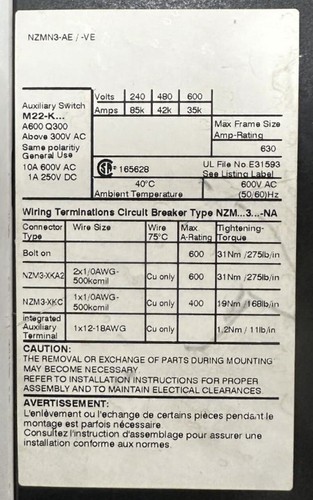 NZMN3-AE / -VE
Volts 240 480 600
Amps 85k 42k 35k
Auxiliary Switch
M22-K...
A600 Q300
Above 300V AC
Same polaritiy
General Use
10A 600V AC
1A 250V DC
Max Frame Size
Amp-Rating
630
165628
UL File No E31593
See Listing Label
40°C
Ambient Temperature
600V AC
(50/60)Hz
Wiring Terminations Circuit Breaker Type NZM...3...-NA
Connector Type Wire Size Wire 75°C Max A-Rating Tightening-Torque
Bolt on 600 31Nm /275lb/in
NZM3-XKA2 2x1/0AWG-500kcmil Cu only 600 31Nm /275lb/in
NZM3-XKC 1x1/0AWG-500kcmil Cu only 400 19Nm /168lb/in
Integrated Auxiliary Terminal 1x12-18AWG Cu only 1,2Nm / 11lb/in
CAUTION:
THE REMOVAL OR EXCHANGE OF PARTS DURING MOUNTING
MAY BECOME NECESSARY
REFER TO INSTALLATION INSTRUCTIONS FOR PROPER
ASSEMBLY AND TO MAINTAIN ELECTICAL CLEARANCES
AVERTISSEMENT:
L'enlèvement ou l'echange de certains pièces pendant le
montage est parfois nécessaire
Consultez l'instruction d'assemblage pour assurer une
installation conforme aux normes